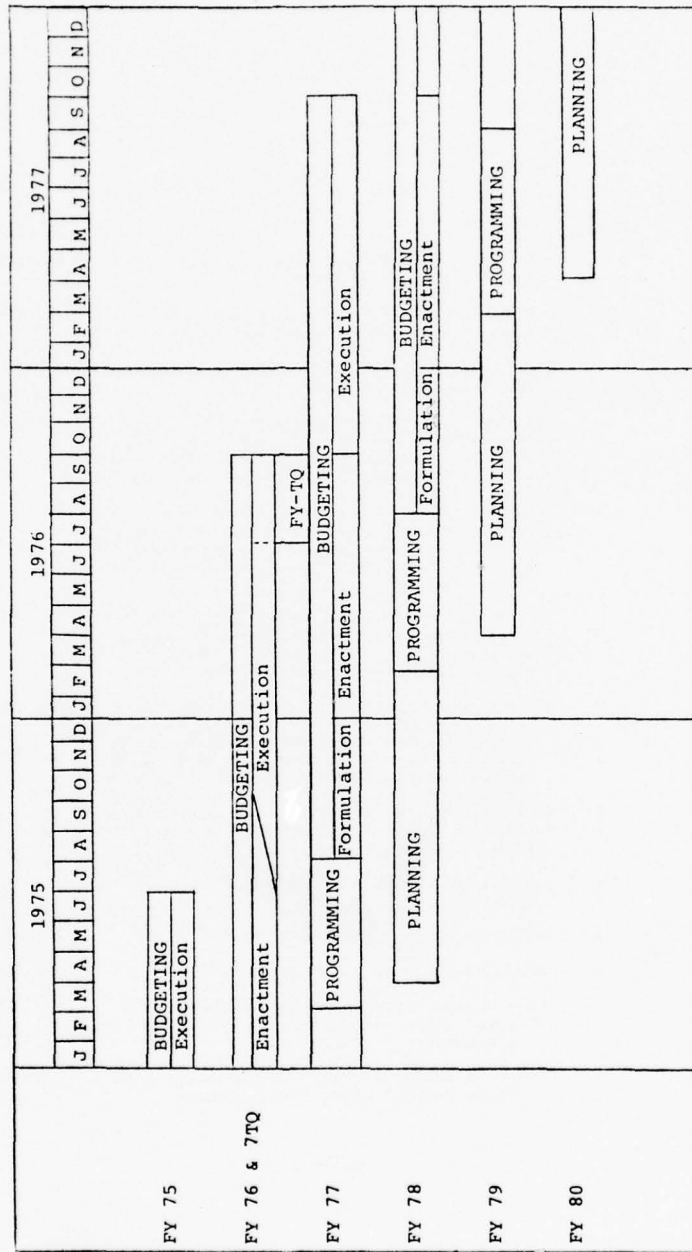 1975 1976 1977
J F M A M J J A S O N D J F M A M J J A S O N D J F M A M J J A S O N D
FY 75
BUDGETING
Execution
FY 76 & 7TQ
BUDGETING
Enactment Execution
FY-TQ
FY 77
PROGRAMMING
BUDGETING
Formulation Enactment Execution
FY 78
PLANNING PROGRAMMING
BUDGETING
Formulation Enactment
FY 79
PLANNING PROGRAMMING
FY 80
PLANNING